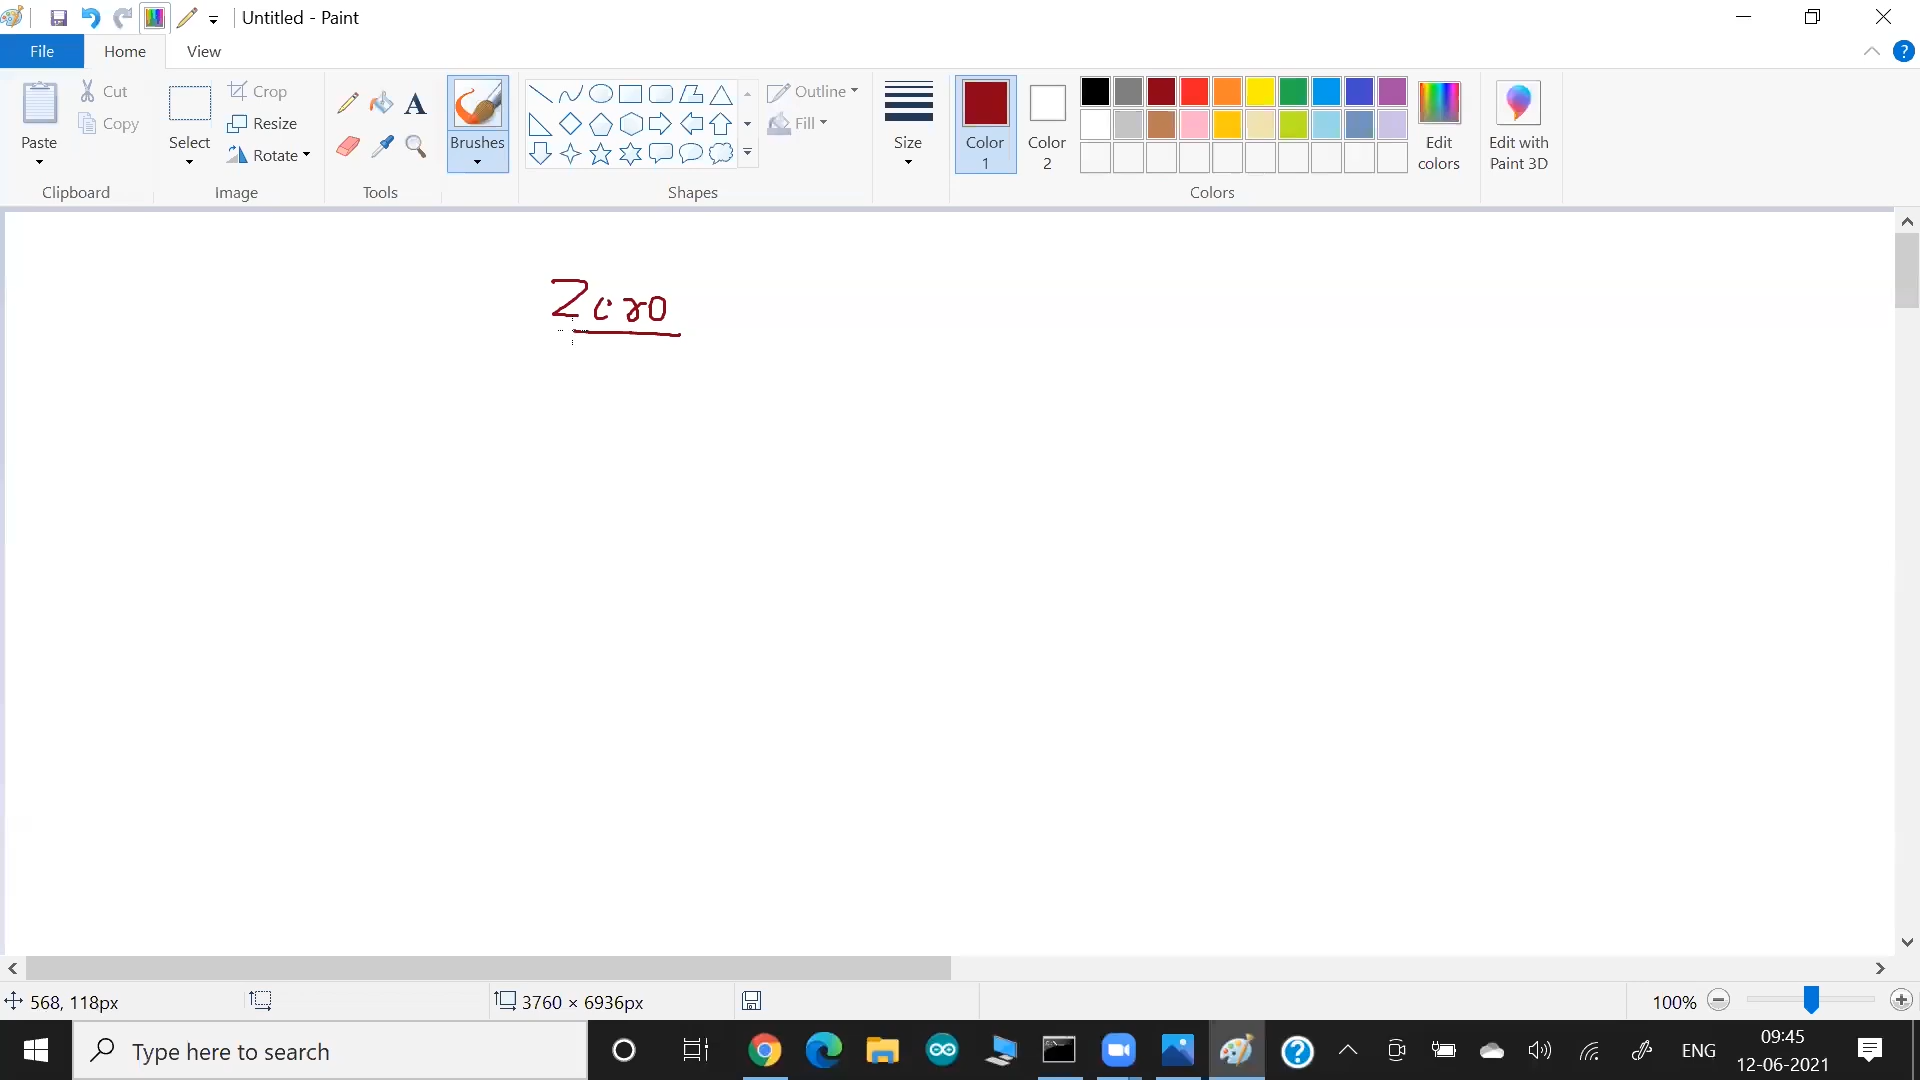 Untitled - Paint
File Home View
Paste
Cut
Copy
Clipboard
Select
Crop
Resize
Rotate
Image
Tools
Brushes
Shapes
Outline
Fill
Size
Color 1
Color 2
Colors
Edit colors
Edit with Paint 3D
Zero
568, 118px
3760 × 6936px
100%
Type here to search
ENG
09:45
12-06-2021